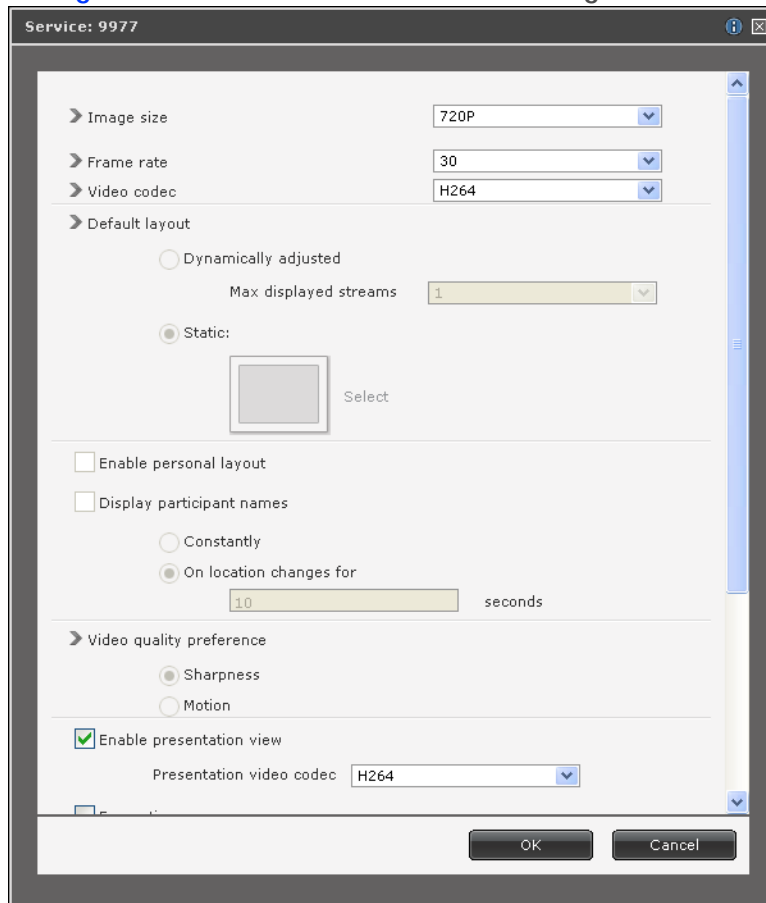 Service: 9977
Image size 720P
Frame rate 30
Video codec H264
Default layout
Dynamically adjusted
Max displayed streams 1
Static:
Select
Enable personal layout
Display participant names
Constantly
On location changes for
10 seconds
Video quality preference
Sharpness
Motion
Enable presentation view
Presentation video codec H264
OK Cancel